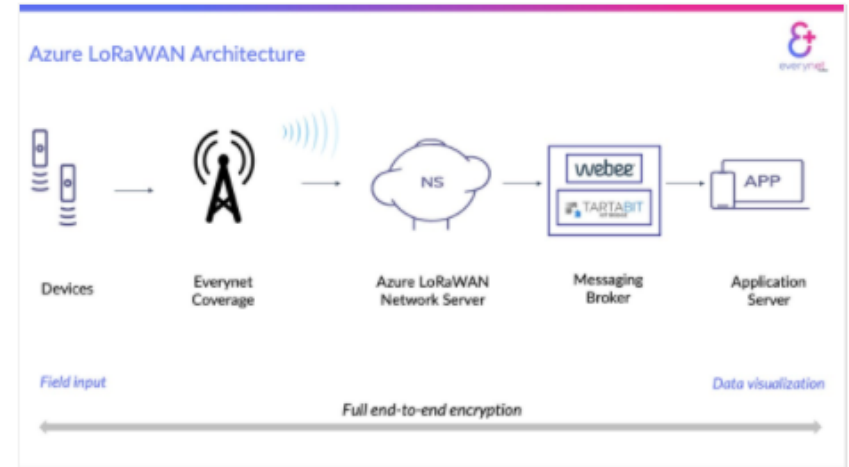 Azure LoRaWAN Architecture
everynet
NS
webee
TARTABIT
APP
Devices
Everynet
Coverage
Azure LoRaWAN
Network Server
Messaging
Broker
Application
Server
Field input
Data visualization
Full end-to-end encryption